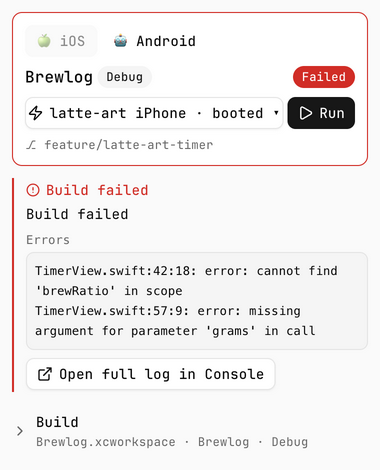 iOS Android
Brewlog Debug Failed
latte-art iPhone · booted Run
feature/latte-art-timer
Build failed
Build failed
Errors
TimerView.swift:42:18: error: cannot find
'brewRatio' in scope
TimerView.swift:57:9: error: missing
argument for parameter 'grams' in call
Open full log in Console
Build
Brewlog.xcworkspace · Brewlog · Debug